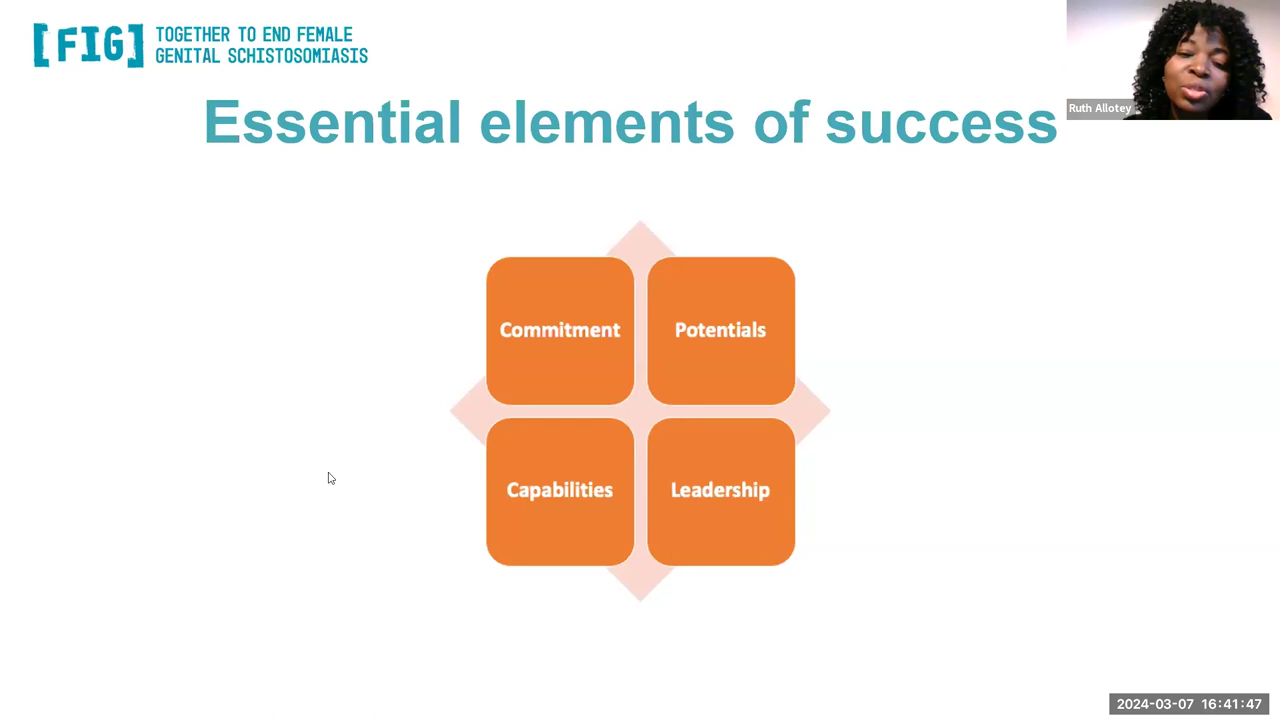 [FIG] TOGETHER TO END FEMALE
GENITAL SCHISTOSOMIASIS
Ruth Allotey
Essential elements of success
Commitment
Potentials
Capabilities
Leadership
2024-03-07 16:41:47